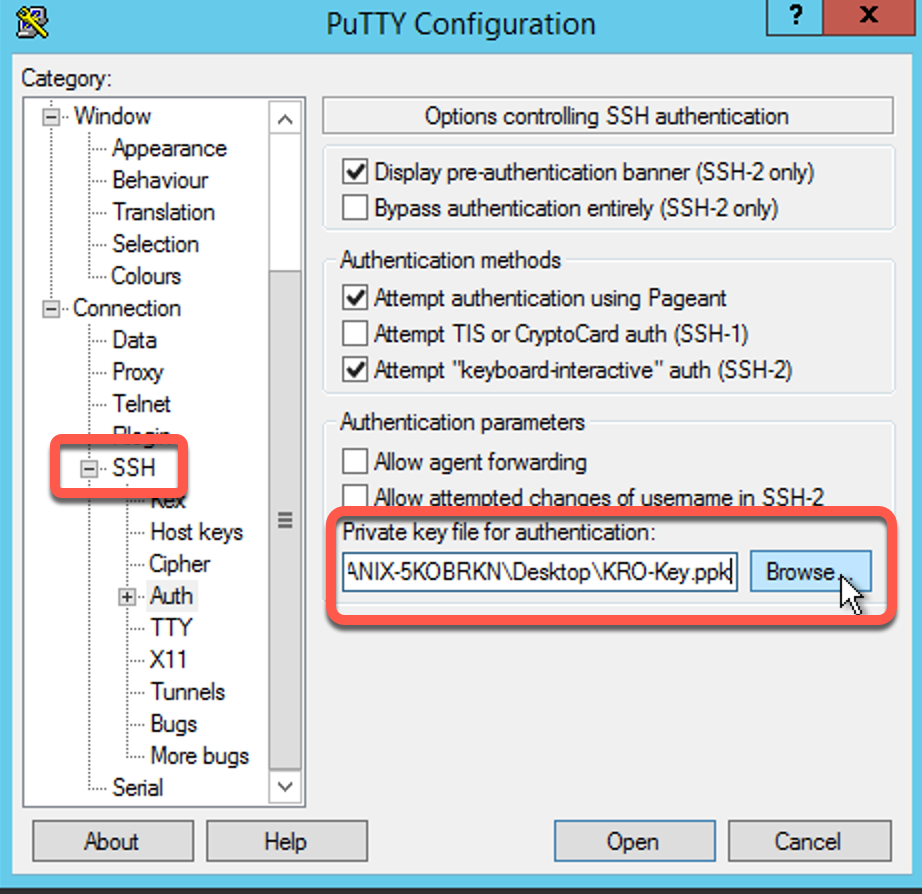 PuTTY Configuration
?
X
Category:
Window
Appearance
Behaviour
Translation
Selection
Colours
Connection
Data
Proxy
Telnet
Rlogin
SSH
Kex
Host keys
Cipher
Auth
TTY
X11
Tunnels
Bugs
More bugs
Serial
Options controlling SSH authentication
Display pre-authentication banner (SSH-2 only)
Bypass authentication entirely (SSH-2 only)
Authentication methods
Attempt authentication using Pageant
Attempt TIS or CryptoCard auth (SSH-1)
Attempt "keyboard-interactive" auth (SSH-2)
Authentication parameters
Allow agent forwarding
Allow attempted changes of username in SSH-2
Private key file for authentication:
ANIX-5KOBRKN\Desktop\KRO-Key.ppk
Browse...
About
Help
Open
Cancel